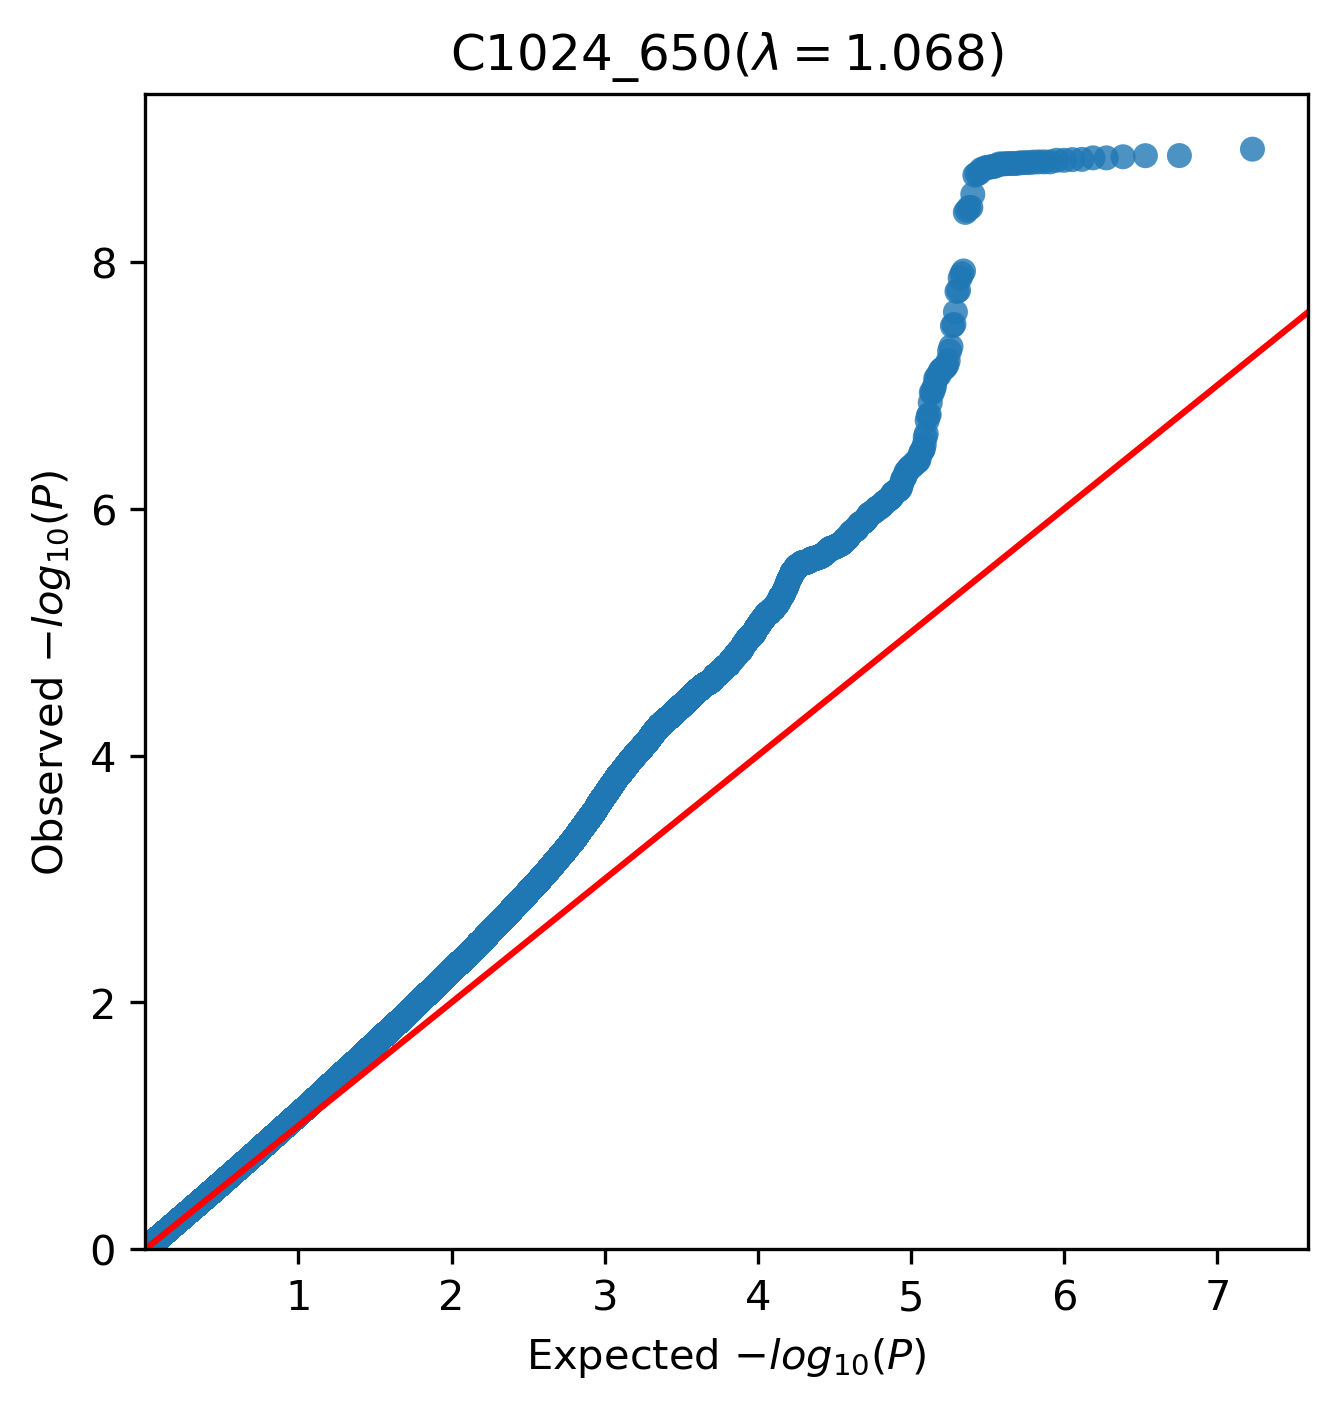 C1024_650(λ = 1.068)
Observed −log₁₀(P)
8
6
4
2
0
1 2 3 4 5 6 7
Expected −log₁₀(P)